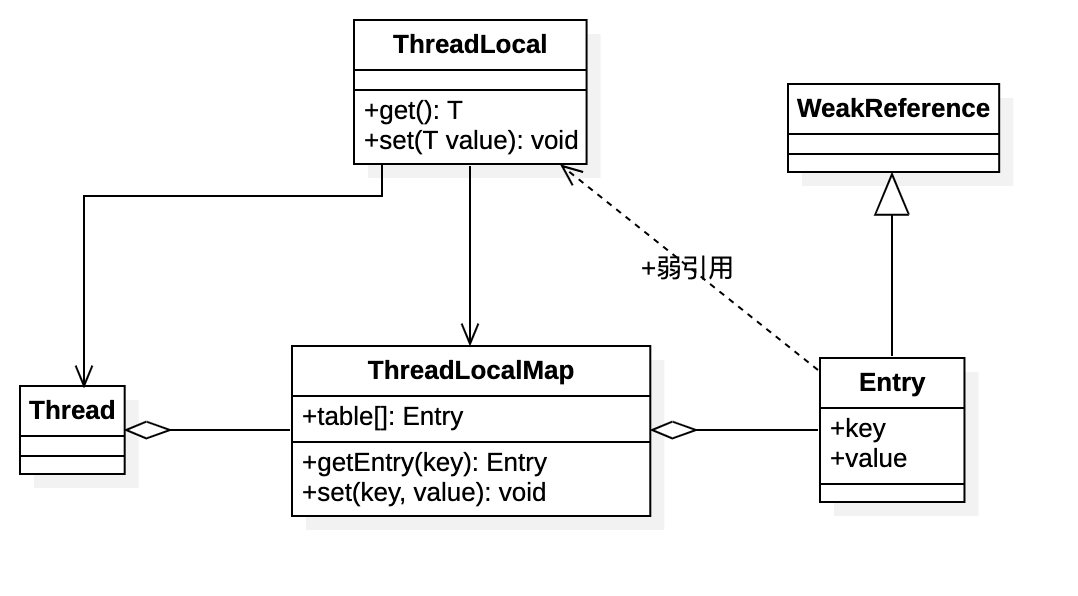 ThreadLocal
+get(): T
+set(T value): void
WeakReference
+弱引用
Thread
ThreadLocalMap
+table[]: Entry
+getEntry(key): Entry
+set(key, value): void
Entry
+key
+value